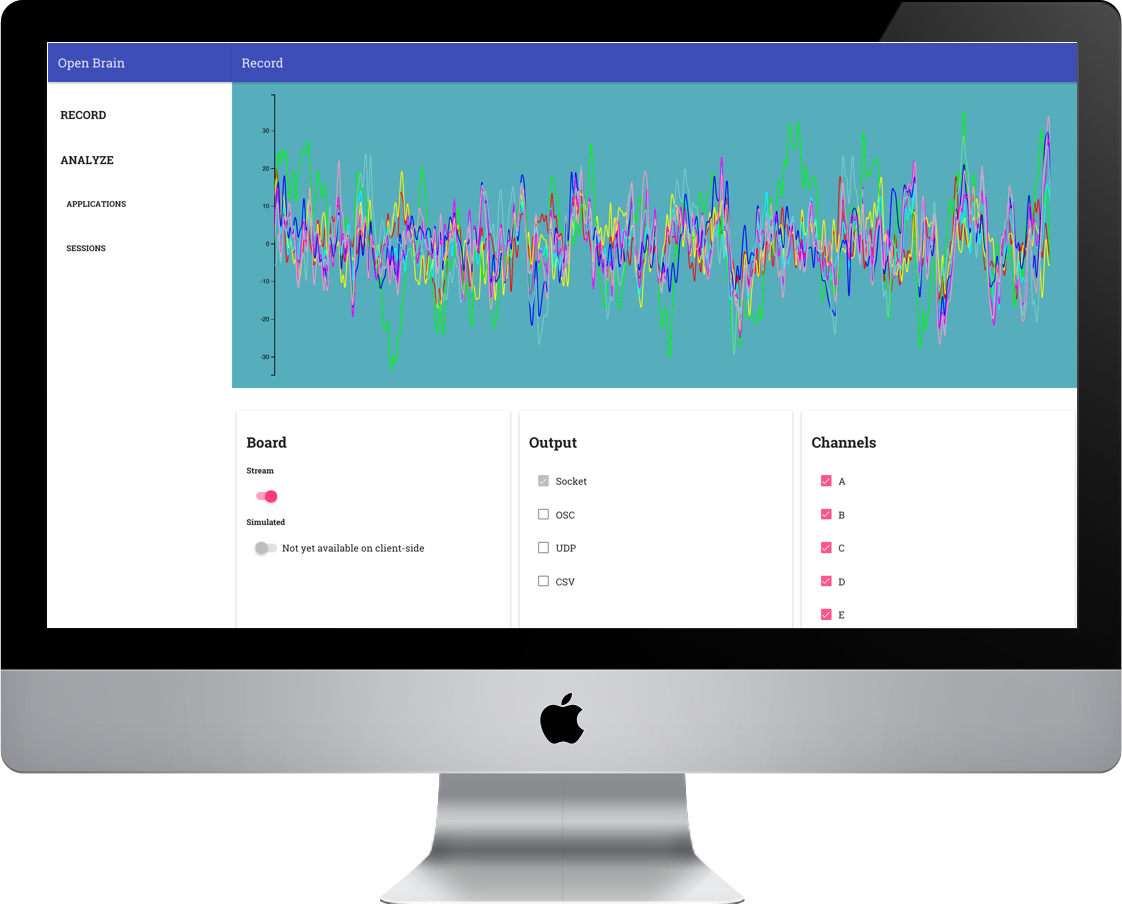 Open Brain
Record
RECORD
ANALYZE
APPLICATIONS
SESSIONS
30
20
10
0
-10
-20
-30
Board
Stream
Simulated
Not yet available on client-side
Output
Socket
OSC
UDP
CSV
Channels
A
B
C
D
E